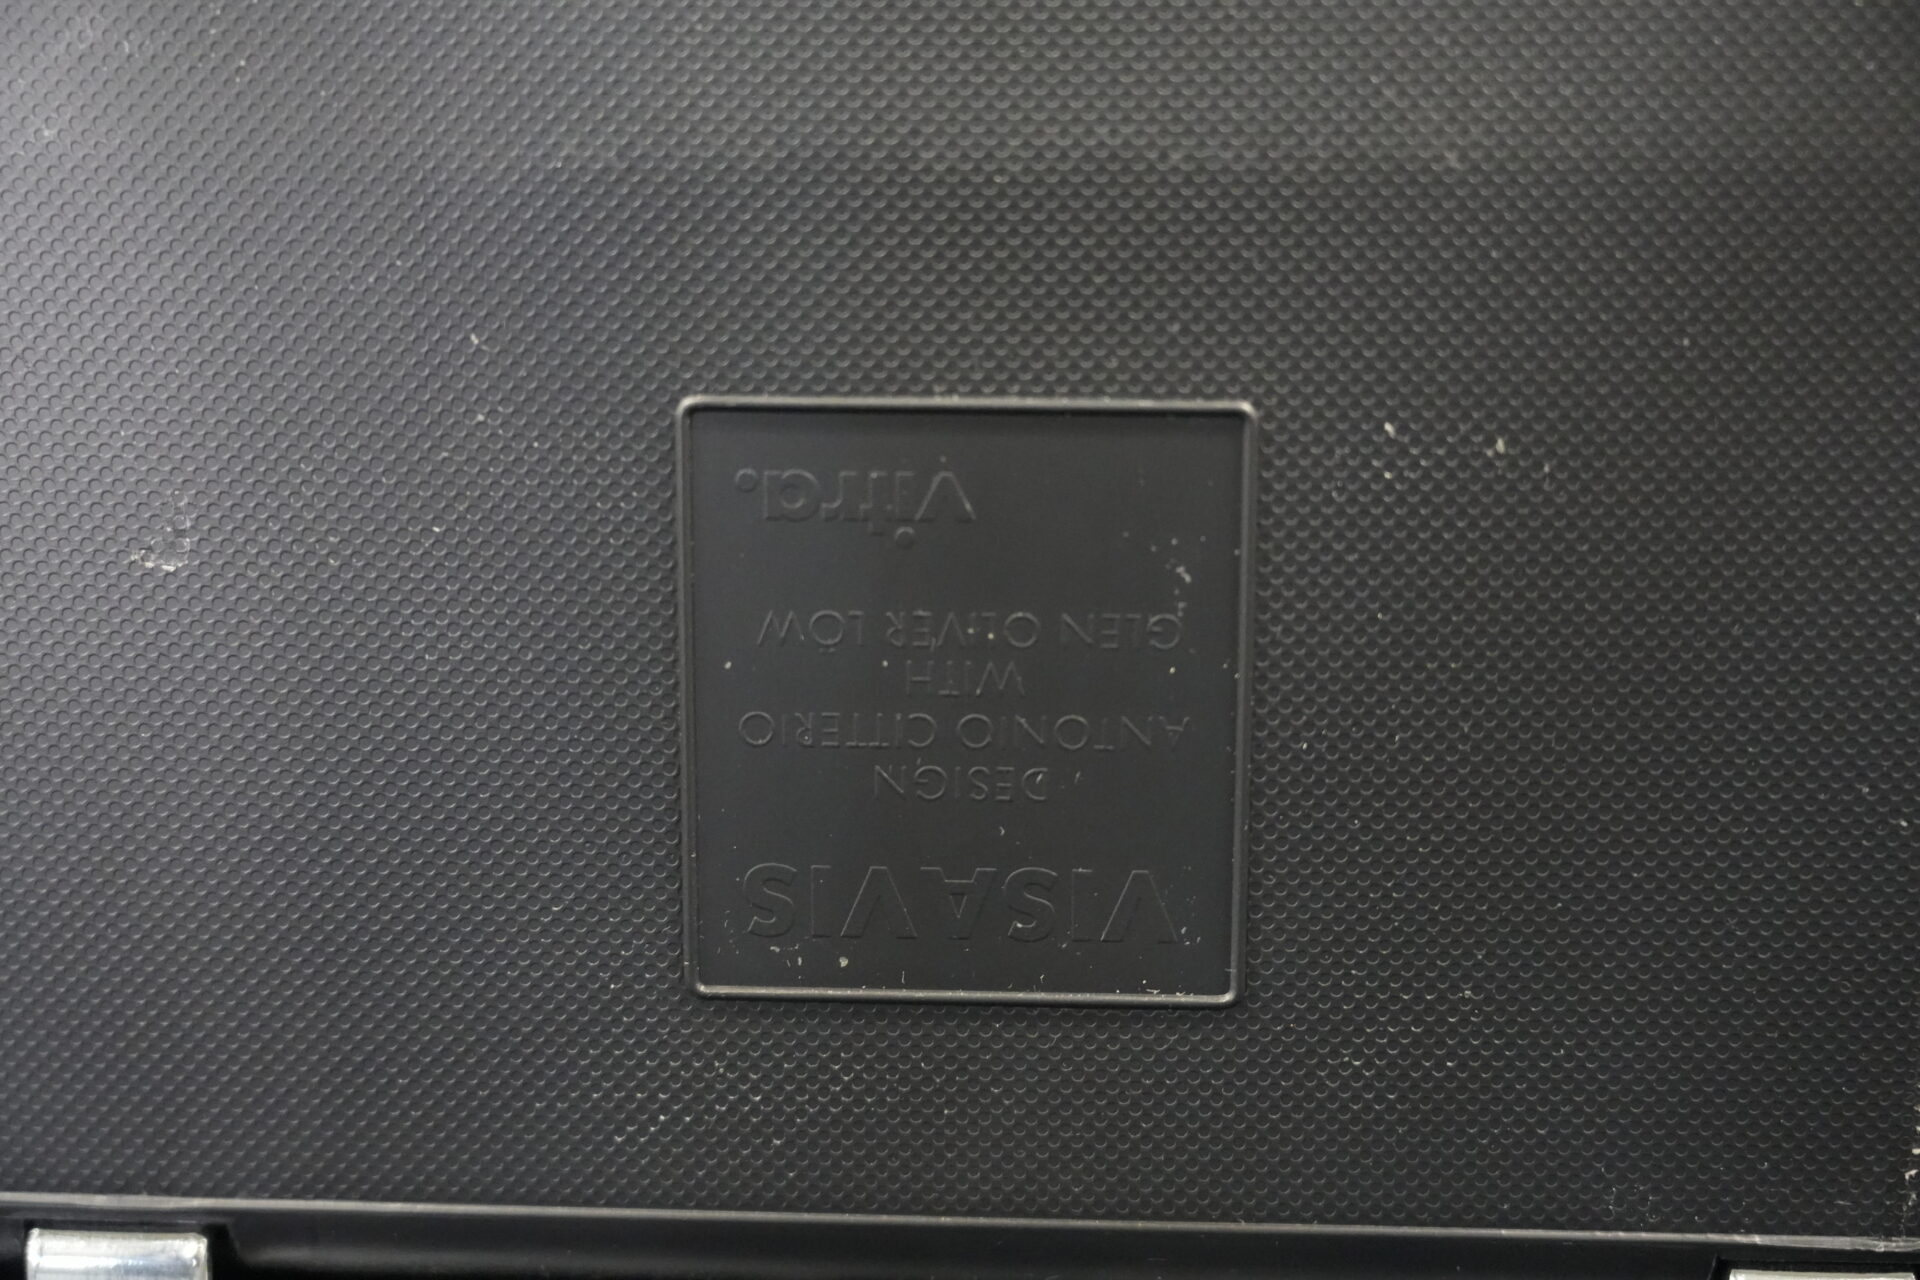 VISAVIS
DESIGN
ANTONIO CITTERIO
WITH
GLEN OLIVER LÖW
vitra.